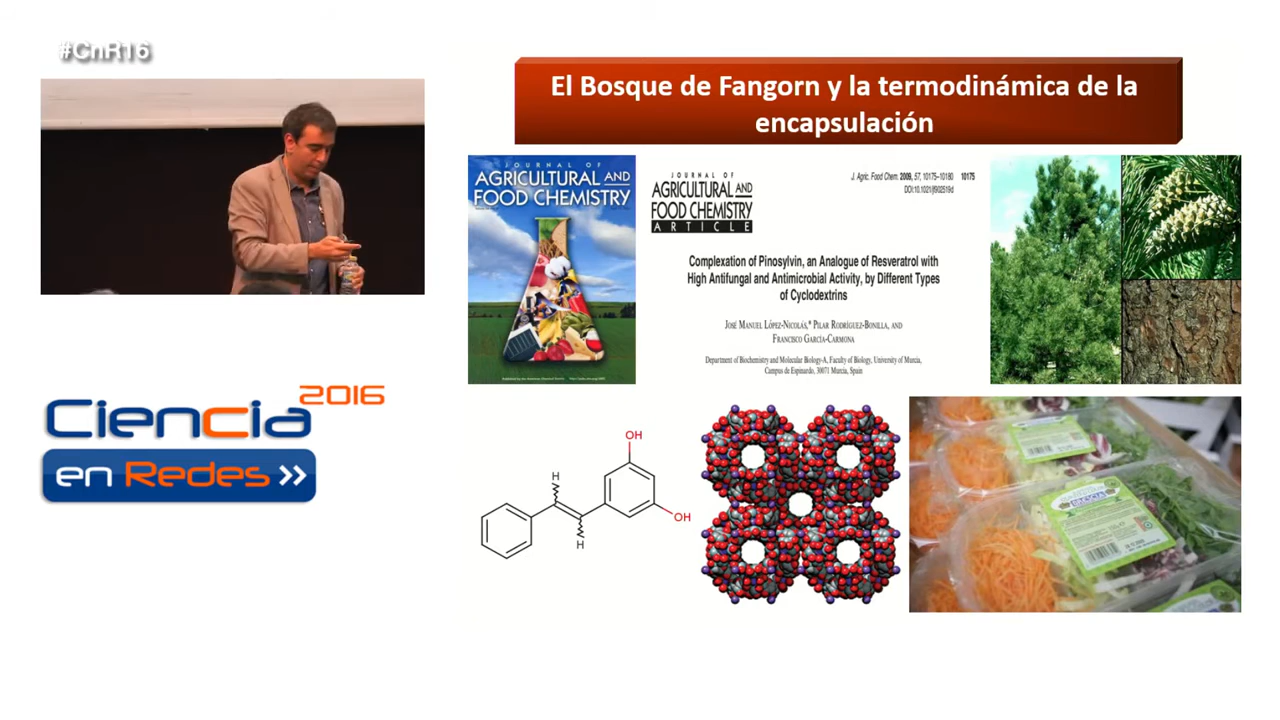 #CnR16
El Bosque de Fangorn y la termodinámica de la
encapsulación
JOURNAL OF
AGRICULTURAL AND
FOOD CHEMISTRY
JOURNAL OF
AGRICULTURAL AND
FOOD CHEMISTRY
ARTICLE
J. Agric. Food Chem. 2009, 57, 10175–10180 10175
DOI:10.1021/jf902519d
Complexation of Pinosylvin, an Analogue of Resveratrol with
High Antifungal and Antimicrobial Activity, by Different Types
of Cyclodextrins
JOSÉ MANUEL LÓPEZ-NICOLÁS,* PILAR RODRÍGUEZ-BONILLA, AND
FRANCISCO GARCÍA-CARMONA
Department of Biochemistry and Molecular Biology-A, Faculty of Biology, University of Murcia,
Campus de Espinardo, 30071 Murcia, Spain
Ciencia 2016
en Redes >>
OH
H
OH
H
BRESCIA